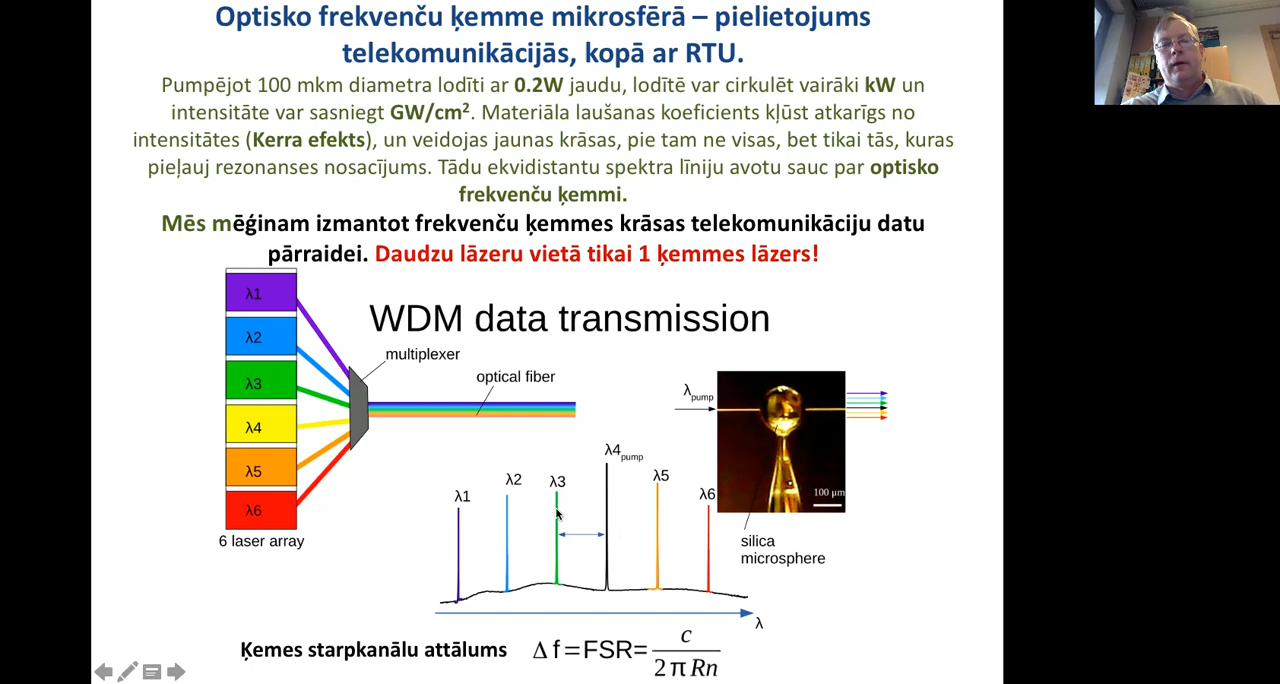 Optisko frekvenču ķemme mikrosfērā – pielietojums
telekomunikācijās, kopā ar RTU.
Pumpējot 100 mkm diametra lodīti ar 0.2W jaudu, lodītē var cirkulēt vairāki kW un
intensitāte var sasniegt GW/cm². Materiāla laušanas koeficients kļūst atkarīgs no
intensitātes (Kerra efekts), un veidojas jaunas krāsas, pie tam ne visas, bet tikai tās, kuras
pieļauj rezonanses nosacījums. Tādu ekvidistantu spektra līniju avotu sauc par optisko
frekvenču ķemmi.
Mēs mēģinam izmantot frekvenču ķemmes krāsas telekomunikāciju datu
pārraidei. Daudzu lāzeru vietā tikai 1 ķemmes lāzers!
λ1
λ2
λ3
λ4
λ5
λ6
6 laser array
WDM data transmission
multiplexer
optical fiber
λpump
100 μm
silica
microsphere
λ1
λ2
λ3
λ4pump
λ5
λ6
λ
Ķemes starpkanālu attālums
Δ f=FSR= c / 2πRn